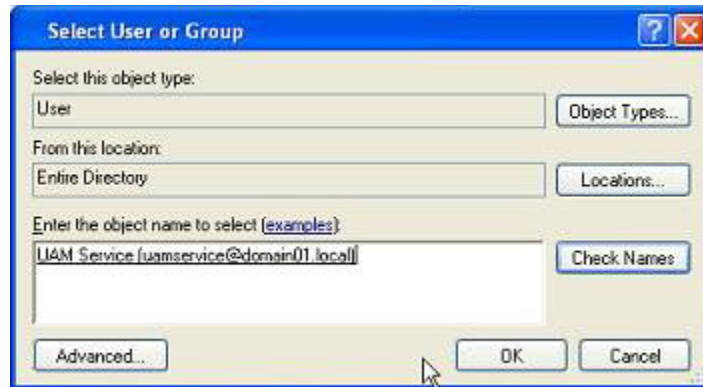 Select User or Group
Select this object type:
User
Object Types...
From this location:
Entire Directory
Locations...
Enter the object name to select (examples):
UAM Service (uamservice@domain01.local)
Check Names
Advanced...
OK
Cancel